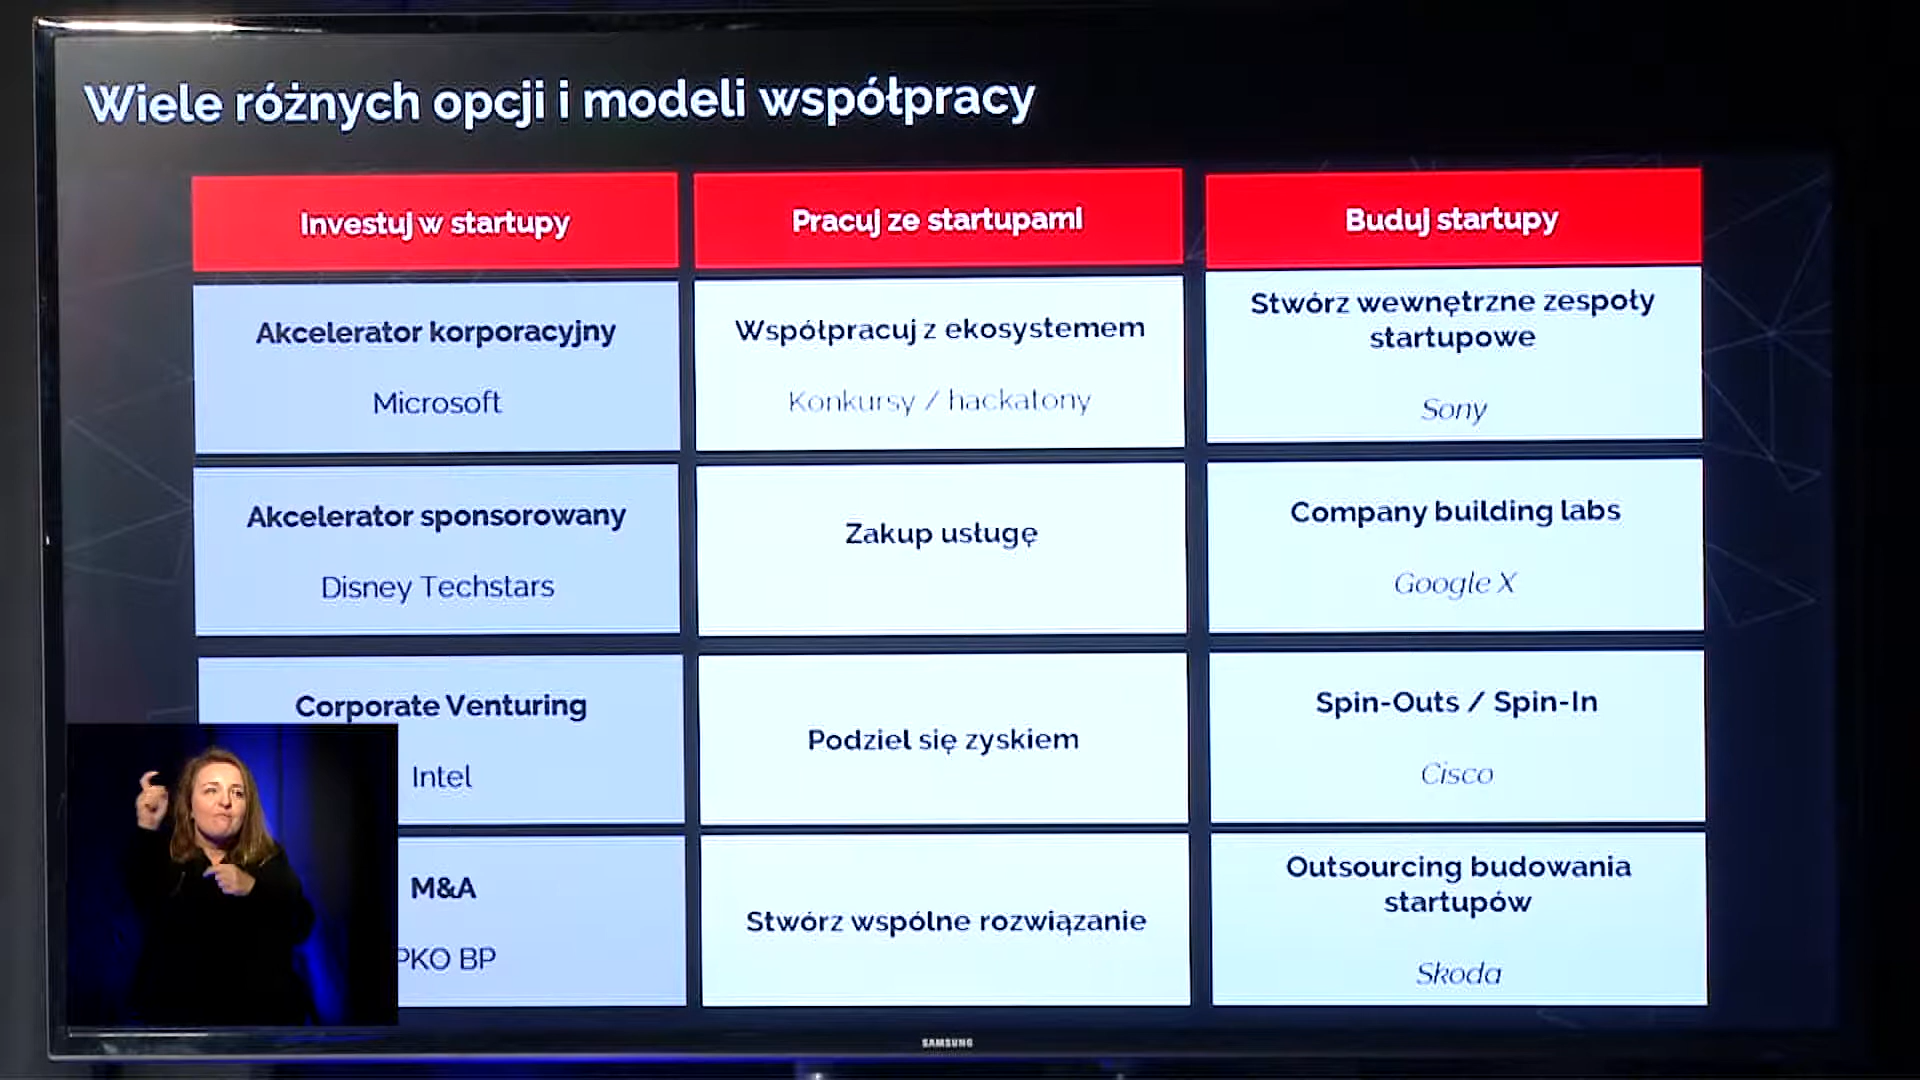 Wiele różnych opcji i modeli współpracy
Investuj w startupy
Pracuj ze startupami
Buduj startupy
Akcelerator korporacyjny
Microsoft
Współpracuj z ekosystemem
Konkursy / hackatony
Stwórz wewnętrzne zespoły
startupowe
Sony
Akcelerator sponsorowany
Disney Techstars
Zakup usługę
Company building labs
Google X
Corporate Venturing
Intel
Podziel się zyskiem
Spin-Outs / Spin-In
Cisco
M&A
PKO BP
Stwórz wspólne rozwiązanie
Outsourcing budowania
startupów
Skoda
SAMSUNG